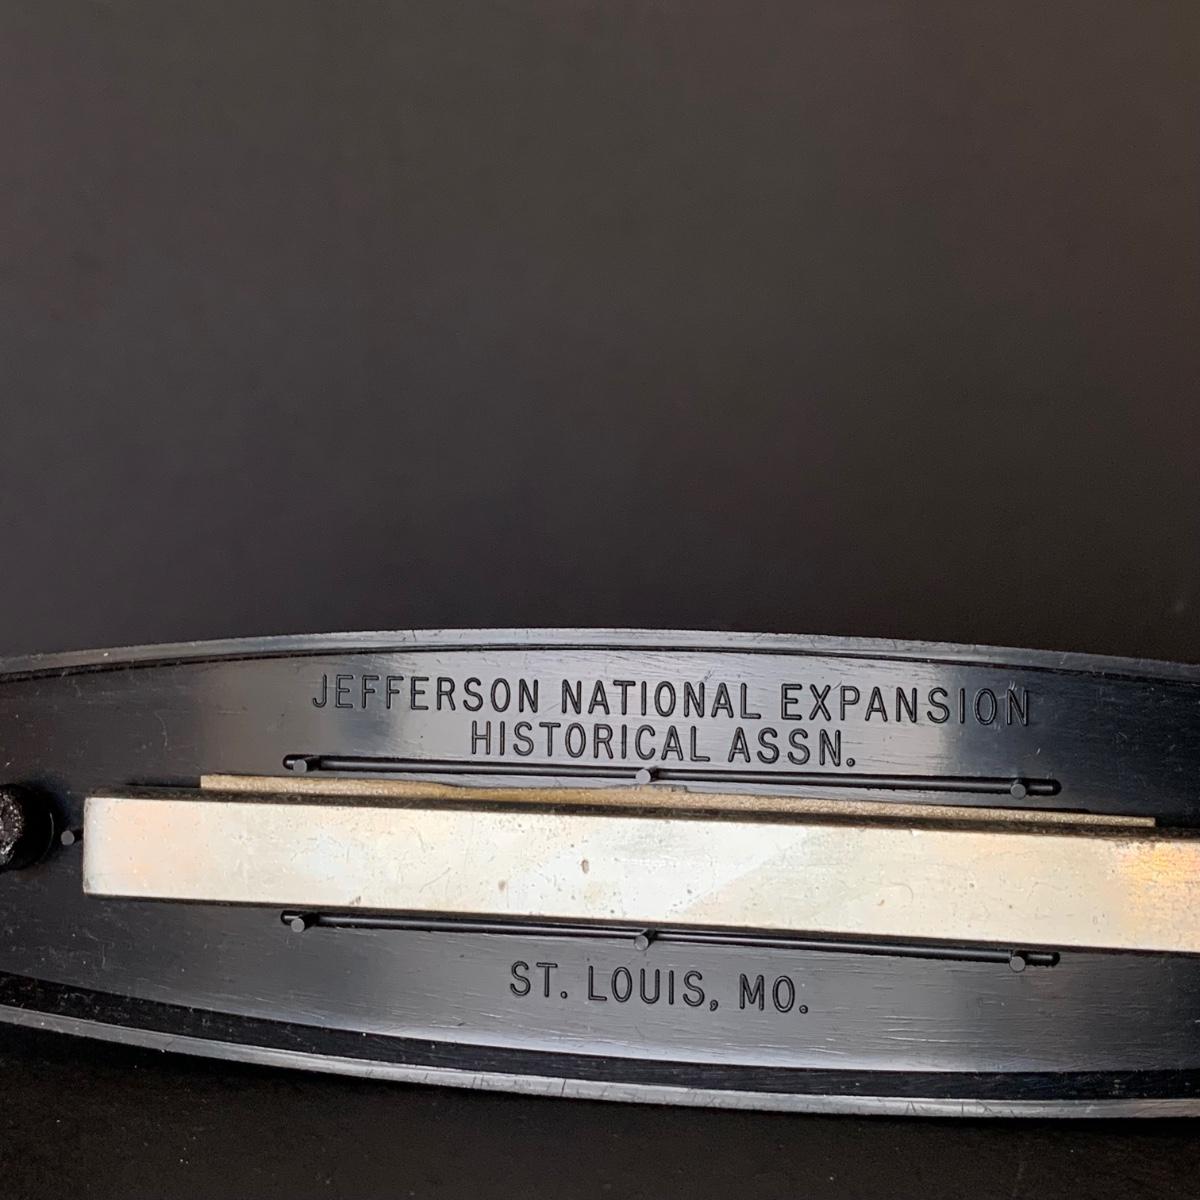 JEFFERSON NATIONAL EXPANSION
HISTORICAL ASSN.
ST. LOUIS, MO.